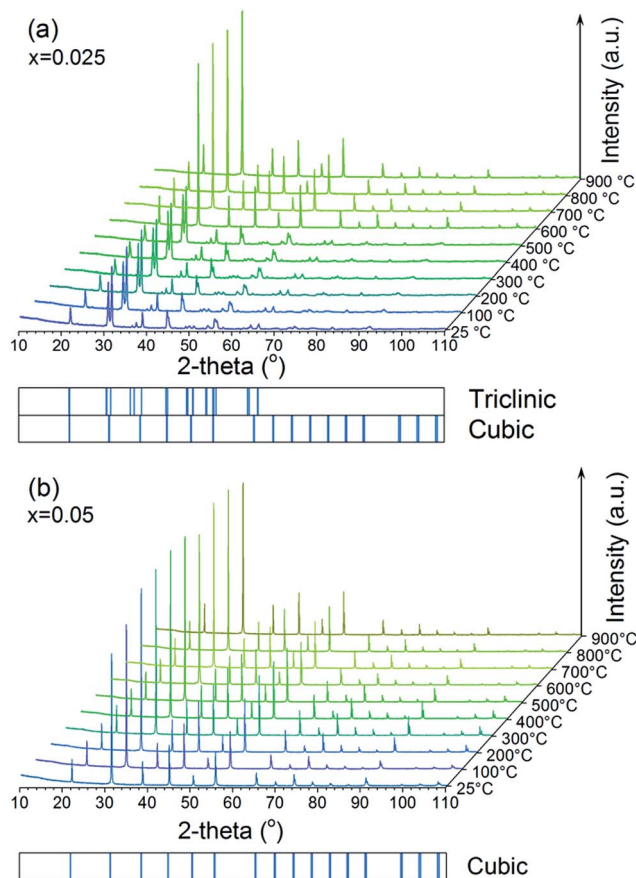 (a)
x=0.025
Intensity (a.u.)
900 °C
800 °C
700 °C
600 °C
500 °C
400 °C
300 °C
200 °C
100 °C
25 °C
10 20 30 40 50 60 70 80 90 100 110
2-theta (°)
Triclinic
Cubic
(b)
x=0.05
Intensity (a.u.)
900°C
800°C
700°C
600°C
500°C
400°C
300°C
200°C
100°C
25°C
10 20 30 40 50 60 70 80 90 100 110
2-theta (°)
Cubic